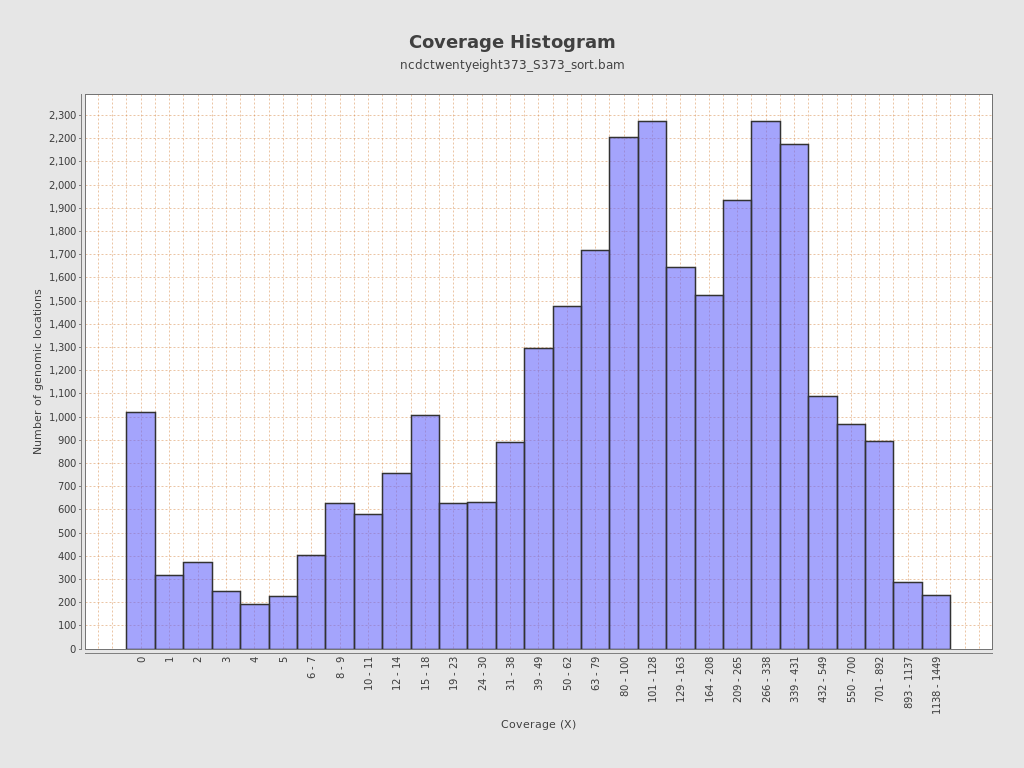 Coverage Histogram
ncdctwentyeight373_S373_sort.bam
Number of genomic locations
2,300
2,200
2,100
2,000
1,900
1,800
1,700
1,600
1,500
1,400
1,300
1,200
1,100
1,000
900
800
700
600
500
400
300
200
100
0
0
1
2
3
4
5
6 - 7
8 - 9
10 - 11
12 - 14
15 - 18
19 - 23
24 - 30
31 - 38
39 - 49
50 - 62
63 - 79
80 - 100
101 - 128
129 - 163
164 - 208
209 - 265
266 - 338
339 - 431
432 - 549
550 - 700
701 - 892
893 - 1137
1138 - 1449
Coverage (X)